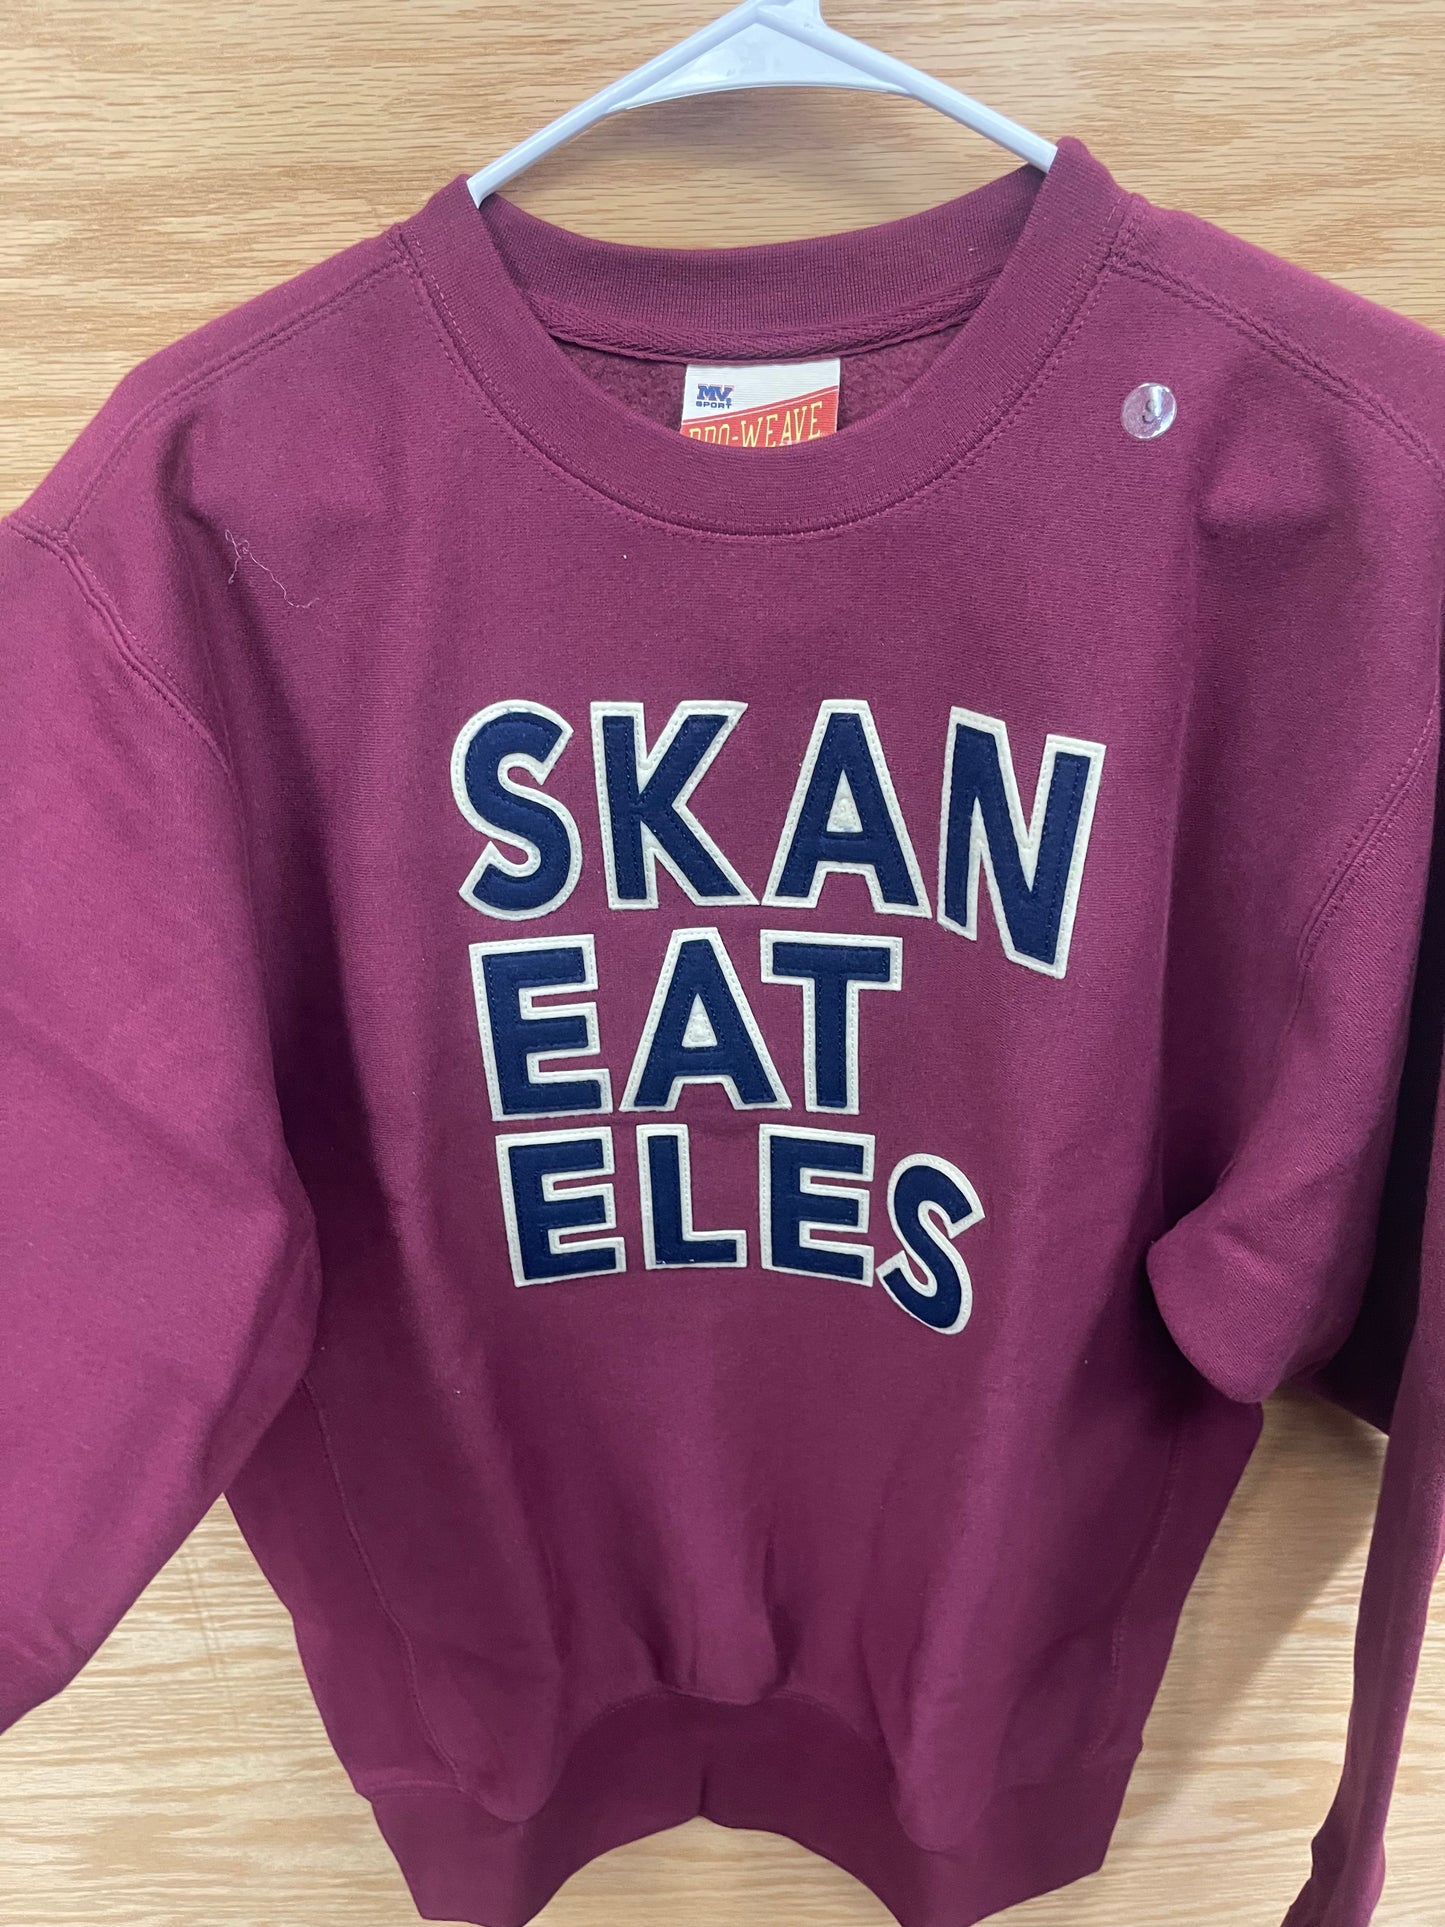 MV
SPORT
PRO-WEAVE
S
SKAN
EAT
ELES